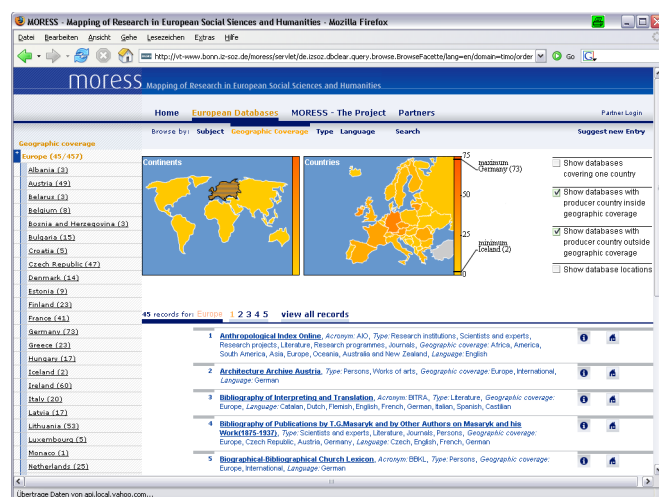 MORESS - Mapping of Research in European Social Siences and Humanities - Mozilla Firefox
Datei Bearbeiten Ansicht Gehe Lesezeichen Extras Hilfe
http://vt-www.bonn.iz-soz.de/moress/servlet/de.izsoz.dbclear.query.browse.BrowseFacette/lang=en/domain=timo/order Go
moress Mapping of Research in European Social Sciences and Humanities
Home European Databases MORESS - The Project Partners Partner Login
Browse by: Subject Geographic Coverage Type Language Search Suggest new Entry
Geographic coverage
Europe (45/457)
Albania (3)
Austria (49)
Belarus (3)
Belgium (8)
Bosnia and Herzegovina (3)
Bulgaria (15)
Croatia (5)
Czech Republic (47)
Denmark (14)
Estonia (9)
Finland (23)
France (41)
Germany (73)
Greece (23)
Hungary (17)
Iceland (2)
Ireland (60)
Italy (20)
Latvia (17)
Lithuania (53)
Luxembourg (5)
Monaco (1)
Netherlands (25)
Continents
Countries
75
50
25
0
maximum
Germany (73)
minimum
Iceland (2)
Show databases
covering one country
Show databases with
producer country inside
geographic coverage
Show databases with
producer country outside
geographic coverage
Show database locations
45 records for: Europe 1 2 3 4 5 view all records
1 Anthropological Index Online, Acronym: AIO, Type: Research institutions, Scientists and experts,
Research projects, Literature, Research programmes, Journals, Geographic coverage: Africa, America,
South America, Asia, Europe, Oceania, Australia and New Zealand, Language: English
2 Architecture Archive Austria, Type: Persons, Works of arts, Geographic coverage: Europe, International,
Language: German
3 Bibliography of Interpreting and Translation, Acronym: BITRA, Type: Literature, Geographic coverage:
Europe, Language: Catalan, Dutch, Flemish, English, French, German, Italian, Spanish, Castilian
4 Bibliography of Publications by T.G.Masaryk and by Other Authors on Masaryk and his
Work(1875-1937), Type: Scientists and experts, Literature, Journals, Persons, Geographic coverage:
Europe, Czech Republic, Austria, Germany, Language: Czech, English, French, German
5 Biographical-Bibliographical Church Lexicon, Acronym: BBKL, Type: Persons, Geographic coverage:
Europe, International, Language: German
Übertrage Daten von api.local.yahoo.com...